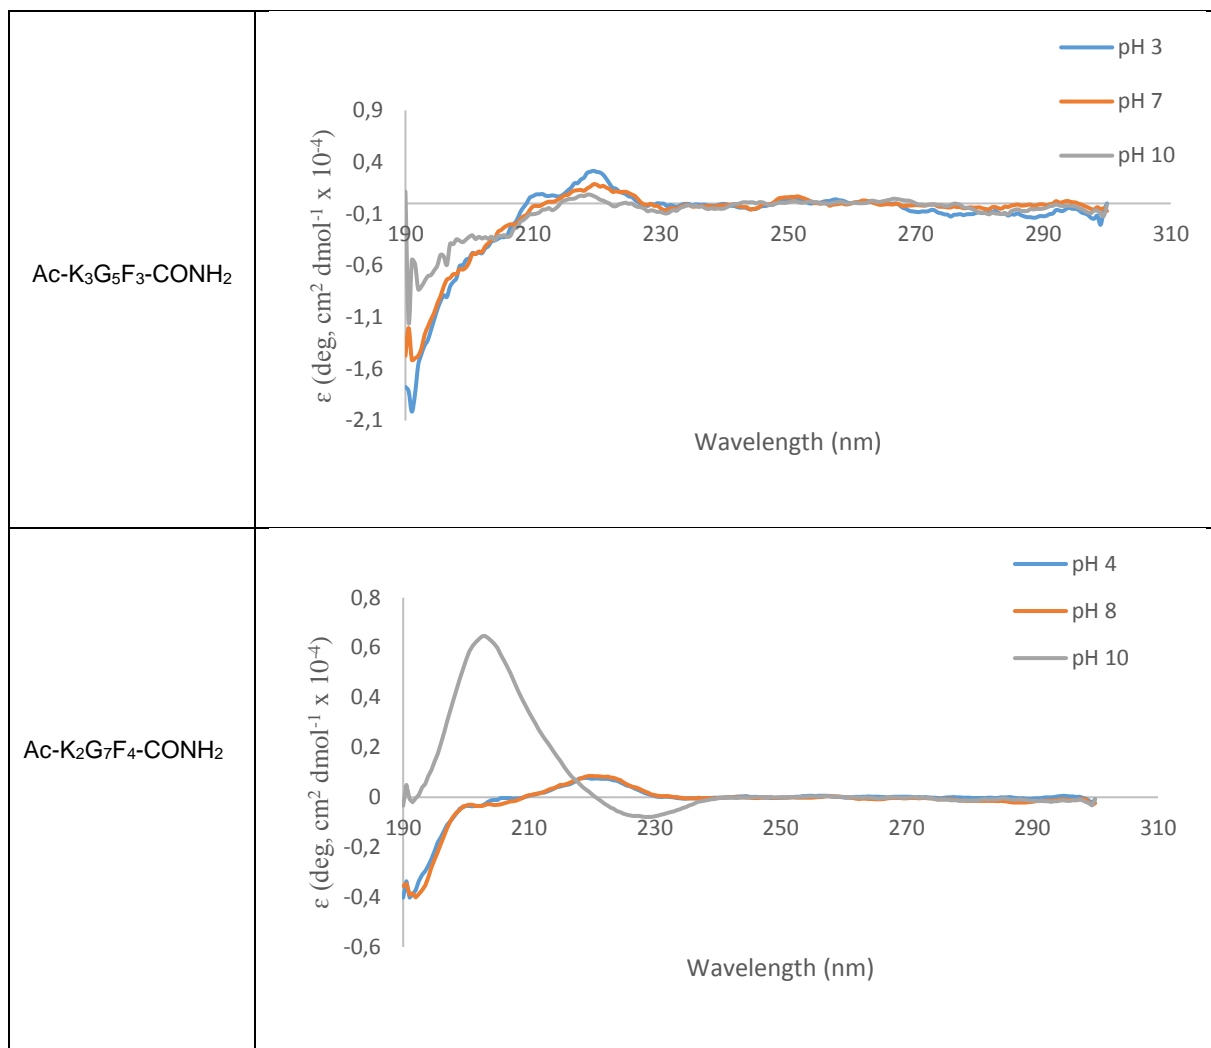 Ac-K₃G₅F₃-CONH₂
pH 3
pH 7
pH 10
0,9
0,4
-0,1
-0,6
-1,1
-1,6
-2,1
ε (deg, cm² dmol⁻¹ x 10⁻⁴)
190 210 230 250 270 290 310
Wavelength (nm)
Ac-K₂G₇F₄-CONH₂
pH 4
pH 8
pH 10
0,8
0,6
0,4
0,2
0
-0,2
-0,4
-0,6
ε (deg, cm² dmol⁻¹ x 10⁻⁴)
190 210 230 250 270 290 310
Wavelength (nm)